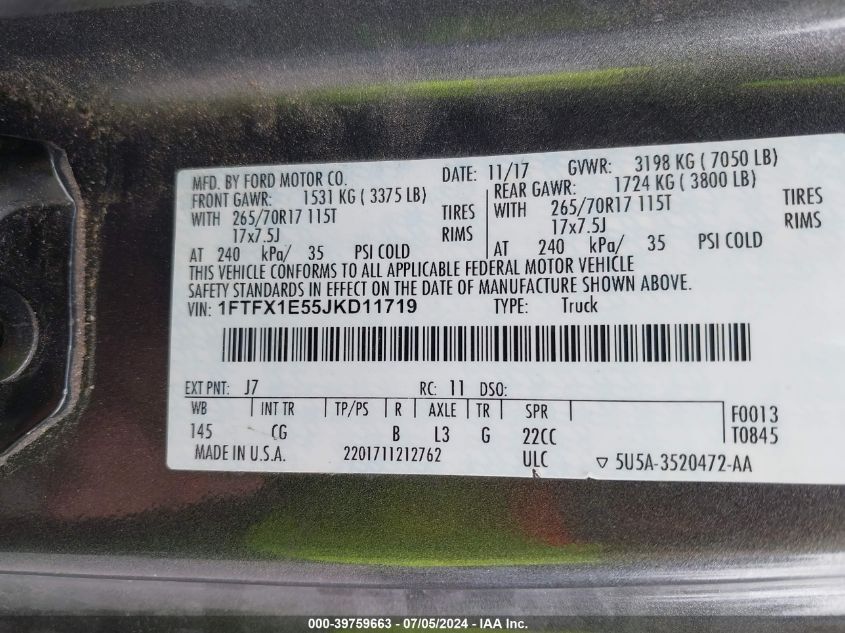 MFD. BY FORD MOTOR CO. DATE: 11/17 GVWR: 3198 KG ( 7050 LB)
FRONT GAWR: 1531 KG ( 3375 LB) REAR GAWR: 1724 KG ( 3800 LB)
WITH 265/70R17 115T TIRES WITH 265/70R17 115T TIRES
17x7.5J RIMS 17x7.5J RIMS
AT 240 kPa/ 35 PSI COLD AT 240 kPa/ 35 PSI COLD
THIS VEHICLE CONFORMS TO ALL APPLICABLE FEDERAL MOTOR VEHICLE
SAFETY STANDARDS IN EFFECT ON THE DATE OF MANUFACTURE SHOWN ABOVE.
VIN: 1FTFX1E55JKD11719 TYPE: Truck
EXT PNT: J7 RC: 11 DSO:
WB INT TR TP/PS R AXLE TR SPR F0013
145 CG B L3 G 22CC T0845
MADE IN U.S.A. 2201711212762 ULC ▽ 5U5A-3520472-AA
000-39759663 - 07/05/2024 - IAA Inc.